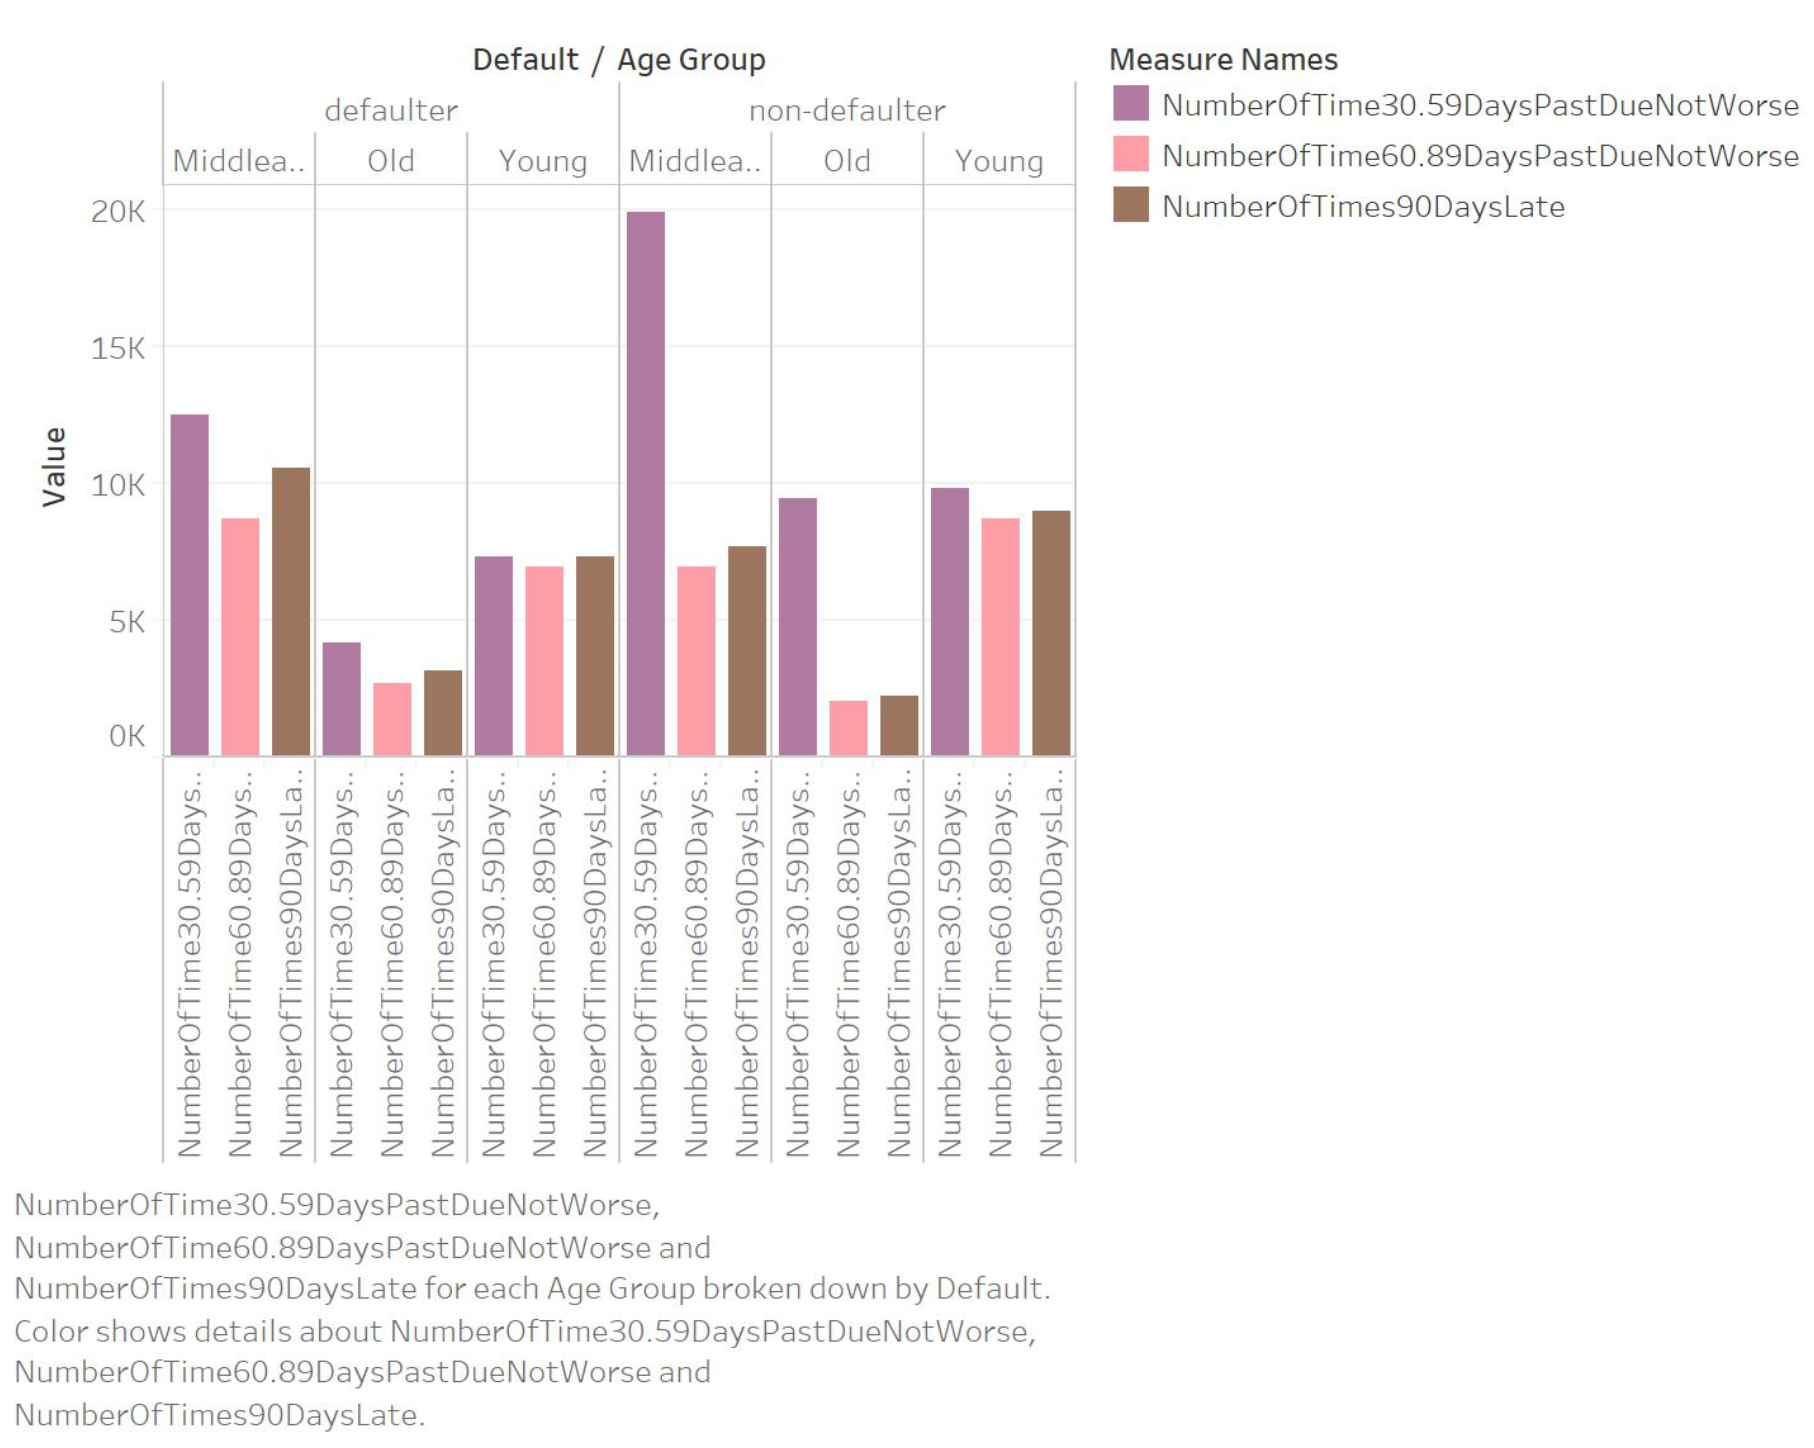 Default / Age Group
defaulter non-defaulter
Middlea.. Old Young Middlea.. Old Young
Measure Names
NumberOfTime30.59DaysPastDueNotWorse
NumberOfTime60.89DaysPastDueNotWorse
NumberOfTimes90DaysLate
Value
20K
15K
10K
5K
0K
NumberOfTime30.59Days..
NumberOfTime60.89Days..
NumberOfTimes90DaysLa..
NumberOfTime30.59Days..
NumberOfTime60.89Days..
NumberOfTimes90DaysLa..
NumberOfTime30.59Days..
NumberOfTime60.89Days..
NumberOfTimes90DaysLa..
NumberOfTime30.59Days..
NumberOfTime60.89Days..
NumberOfTimes90DaysLa..
NumberOfTime30.59Days..
NumberOfTime60.89Days..
NumberOfTimes90DaysLa..
NumberOfTime30.59Days..
NumberOfTime60.89Days..
NumberOfTimes90DaysLa..
NumberOfTime30.59DaysPastDueNotWorse,
NumberOfTime60.89DaysPastDueNotWorse and
NumberOfTimes90DaysLate for each Age Group broken down by Default.
Color shows details about NumberOfTime30.59DaysPastDueNotWorse,
NumberOfTime60.89DaysPastDueNotWorse and
NumberOfTimes90DaysLate.